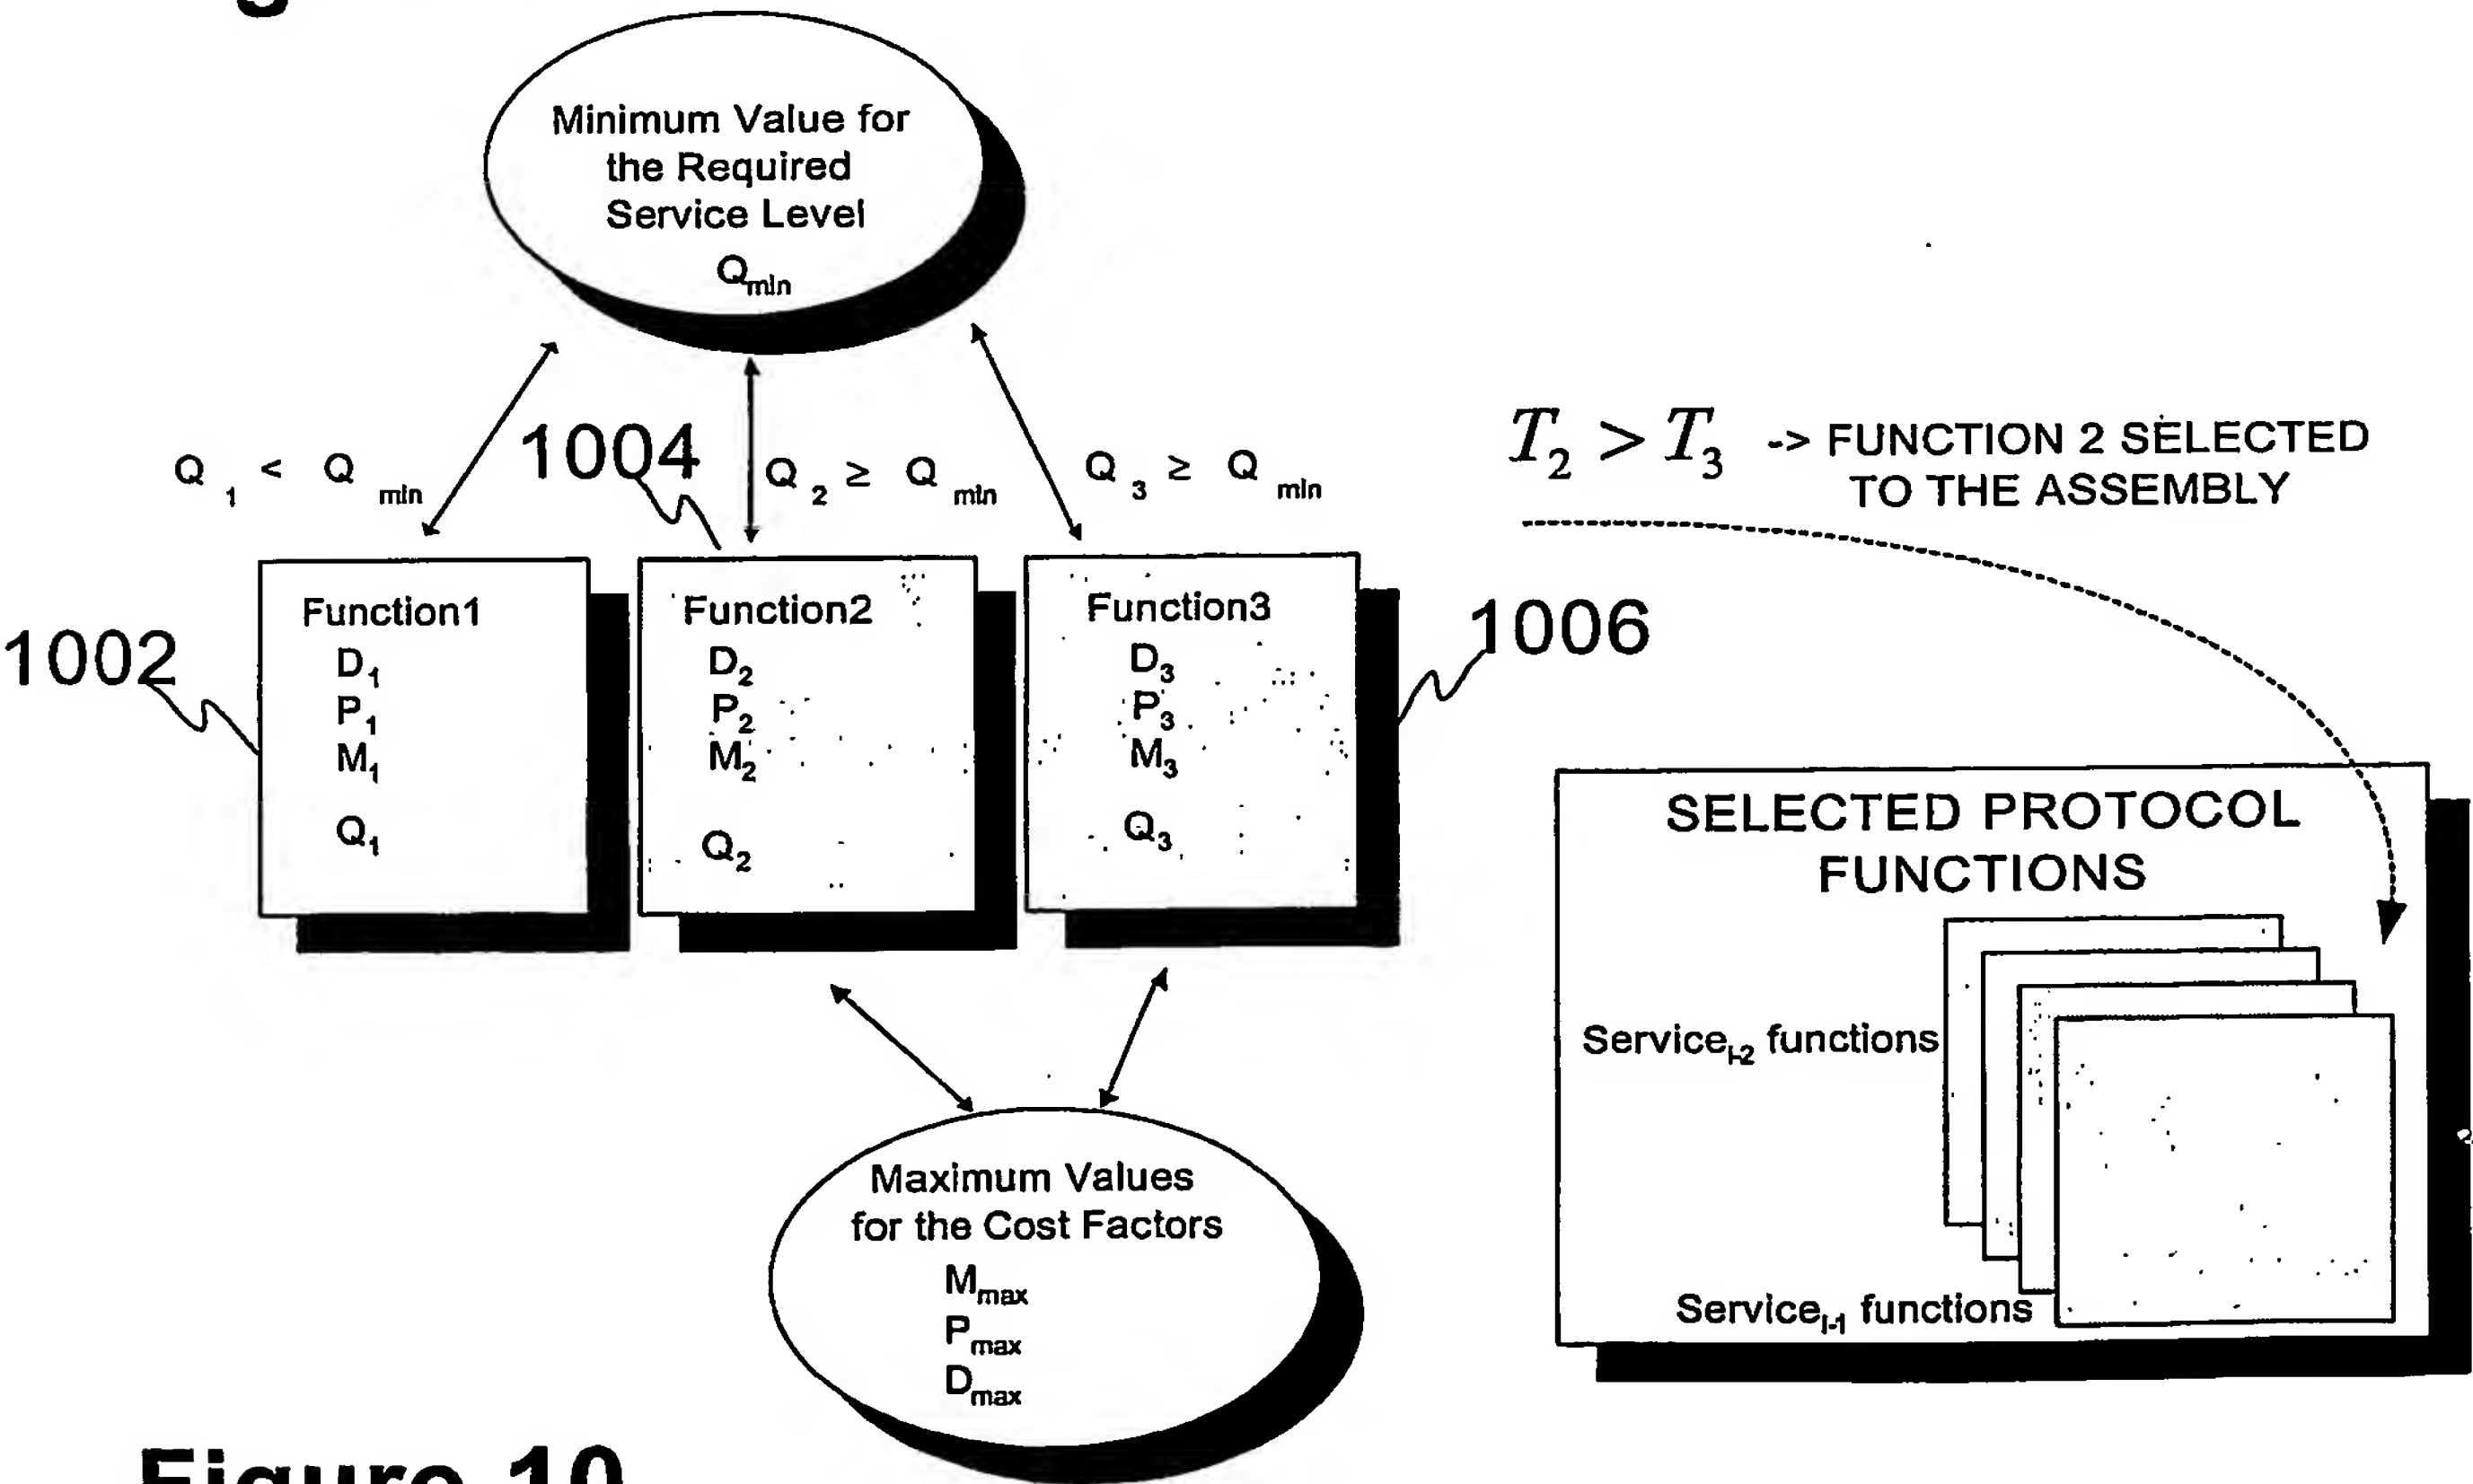 Minimum Value for
the Required
Service Level
Qmin
Q1 < Qmin
1004
Q2 ≥ Qmin
Q3 ≥ Qmin
T2 > T3 -> FUNCTION 2 SELECTED
TO THE ASSEMBLY
1002
Function1
D1
P1
M1
Q1
Function2
D2
P2
M2
Q2
Function3
D3
P3
M3
Q3
1006
SELECTED PROTOCOL
FUNCTIONS
Servicei-2 functions
Servicei-1 functions
Maximum Values
for the Cost Factors
Mmax
Pmax
Dmax
Figure 10